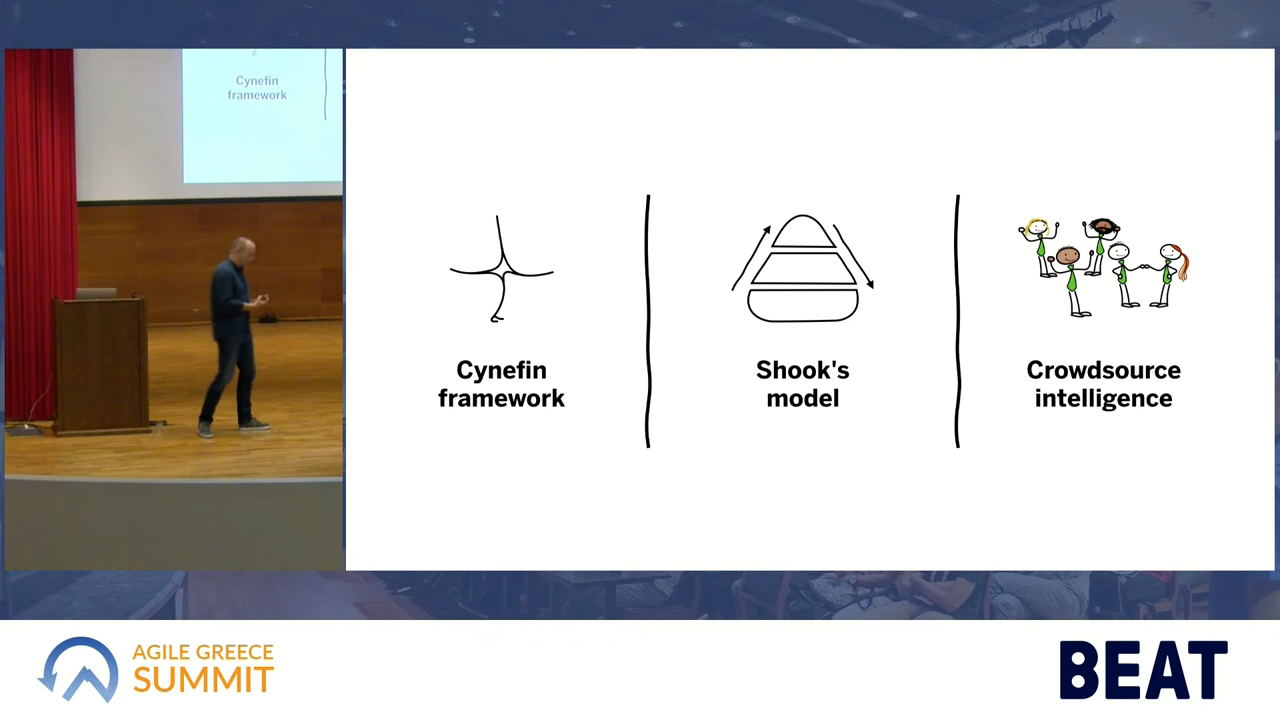 Cynefin
framework
Cynefin
framework
Shook's
model
Crowdsource
intelligence
AGILE GREECE
SUMMIT
BEAT